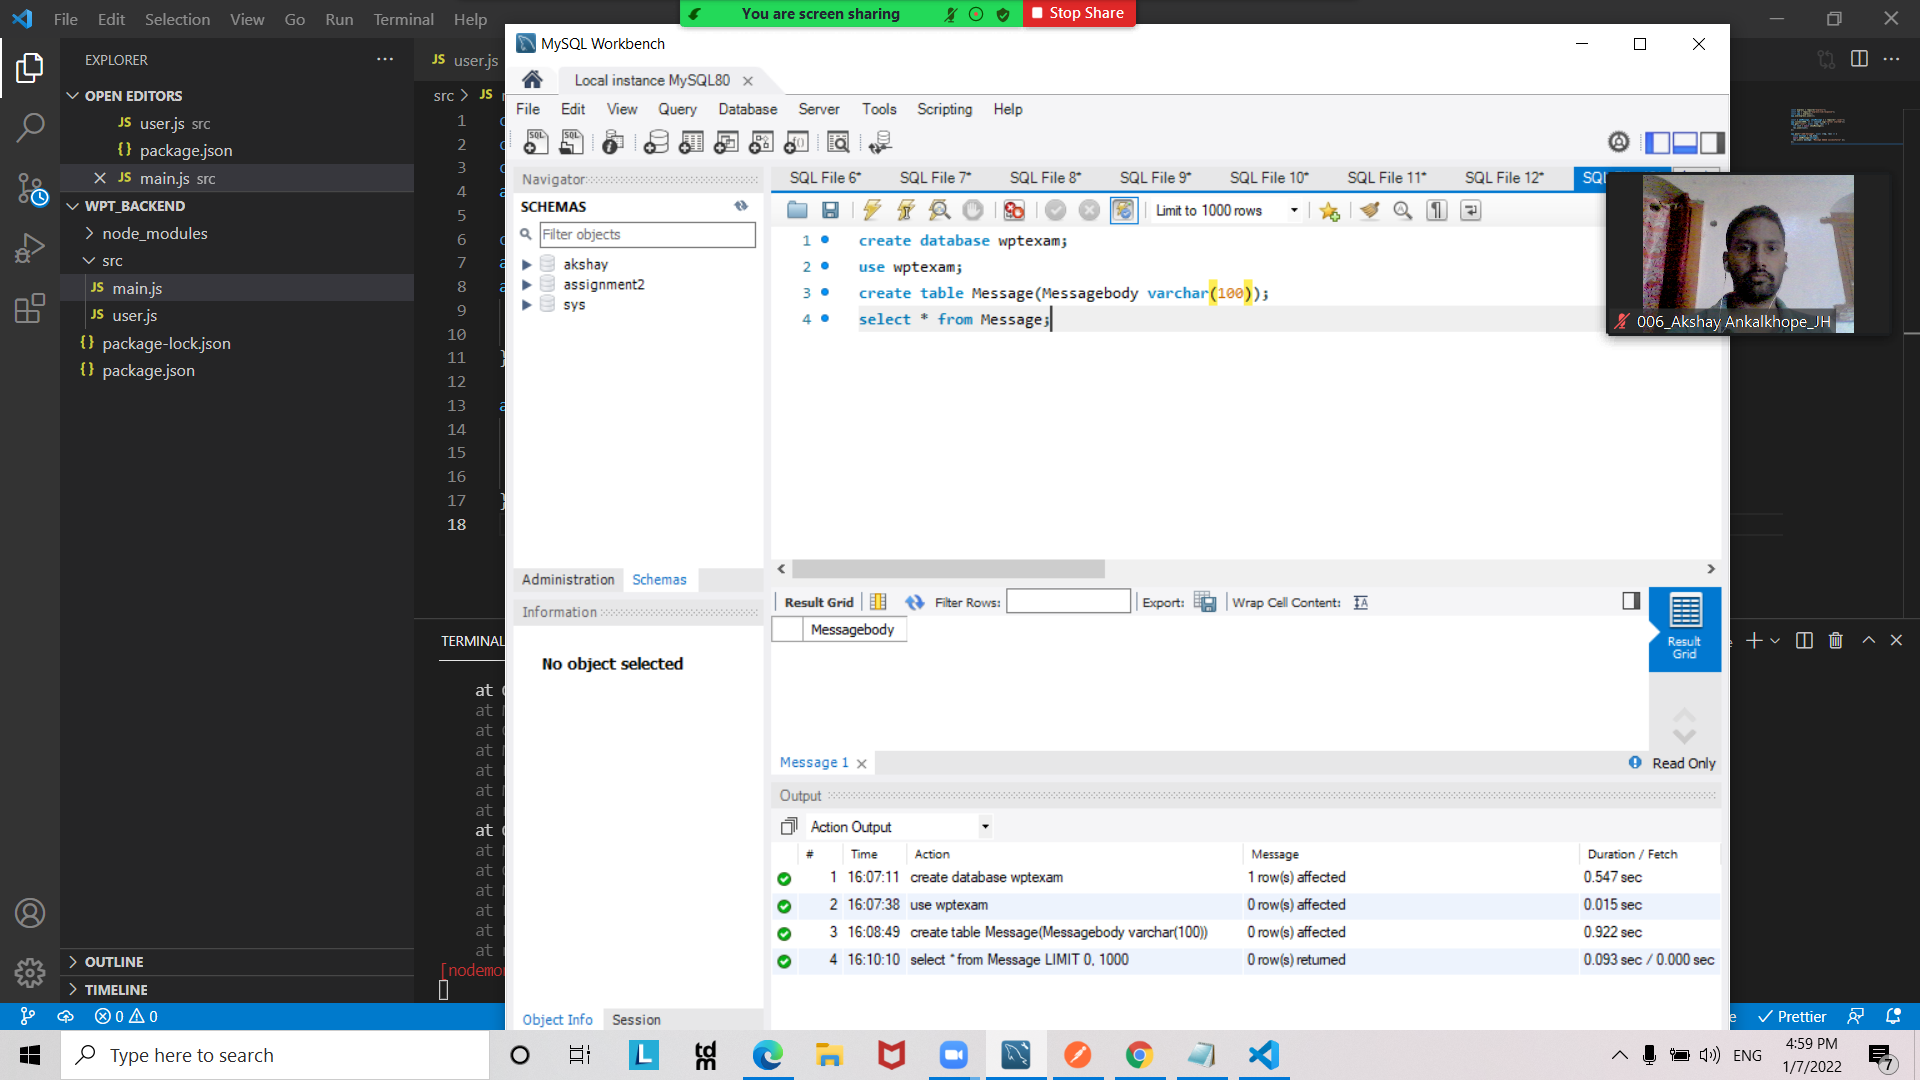 You are screen sharing
Stop Share
File Edit Selection View Go Run Terminal Help
EXPLORER
OPEN EDITORS
JS user.js src
{} package.json
JS main.js src
WPT_BACKEND
node_modules
src
JS main.js
JS user.js
{} package-lock.json
{} package.json
OUTLINE
TIMELINE
0 0
JS user.js
src JS
1
2
3
4
5
6
7
8
9
10
11
12
13
14
15
16
17
18
TERMINAL
at
at
at
at
at
at
at
at
at
at
at
at
at
at
MySQL Workbench
Local instance MySQL80
File Edit View Query Database Server Tools Scripting Help
Navigator
SCHEMAS
Filter objects
akshay
assignment2
sys
Administration Schemas
Information
No object selected
Object Info Session
SQL File 6* SQL File 7* SQL File 8* SQL File 9* SQL File 10* SQL File 11* SQL File 12*
Limit to 1000 rows
1 create database wptexam;
2 use wptexam;
3 create table Message(Messagebody varchar(100));
4 select * from Message;
006_Akshay Ankalkhope_JH
Result Grid Filter Rows: Export: Wrap Cell Content:
Messagebody
Result Grid
Message 1
Read Only
Output
Action Output
# Time Action Message Duration / Fetch
1 16:07:11 create database wptexam 1 row(s) affected 0.547 sec
2 16:07:38 use wptexam 0 row(s) affected 0.015 sec
3 16:08:49 create table Message(Messagebody varchar(100)) 0 row(s) affected 0.922 sec
4 16:10:10 select * from Message LIMIT 0, 1000 0 row(s) returned 0.093 sec / 0.000 sec
Prettier
Type here to search
L
tdm
ENG
4:59 PM
1/7/2022
7